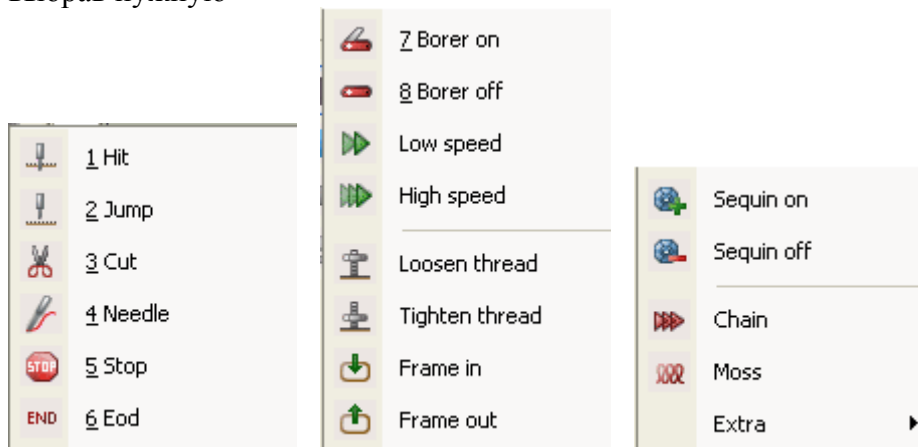 7 Borer on
8 Borer off
Low speed
High speed
Loosen thread
Tighten thread
Frame in
Frame out
1 Hit
2 Jump
3 Cut
4 Needle
STOP 5 Stop
END 6 Eod
Sequin on
Sequin off
Chain
Moss
Extra